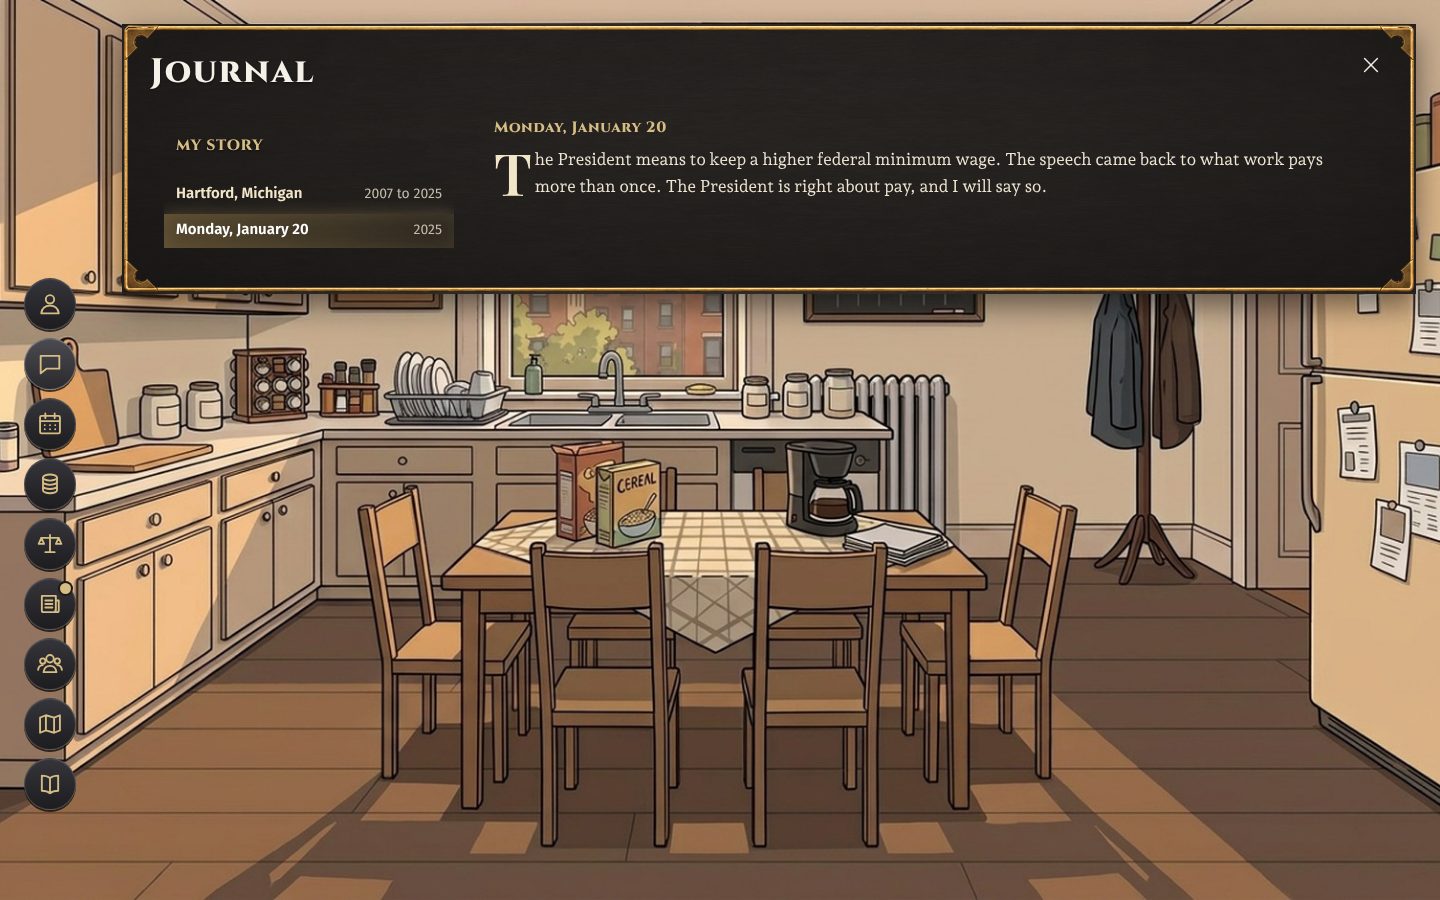 Journal
MY STORY
Hartford, Michigan 2007 to 2025
Monday, January 20 2025
Monday, January 20
The President means to keep a higher federal minimum wage. The speech came back to what work pays
more than once. The President is right about pay, and I will say so.
CEREAL